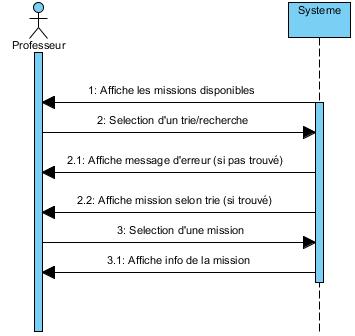 Systeme
Professeur
1: Affiche les missions disponibles
2: Selection d'un trie/recherche
2.1: Affiche message d'erreur (si pas trouvé)
2.2: Affiche mission selon trie (si trouvé)
3: Selection d'une mission
3.1: Affiche info de la mission